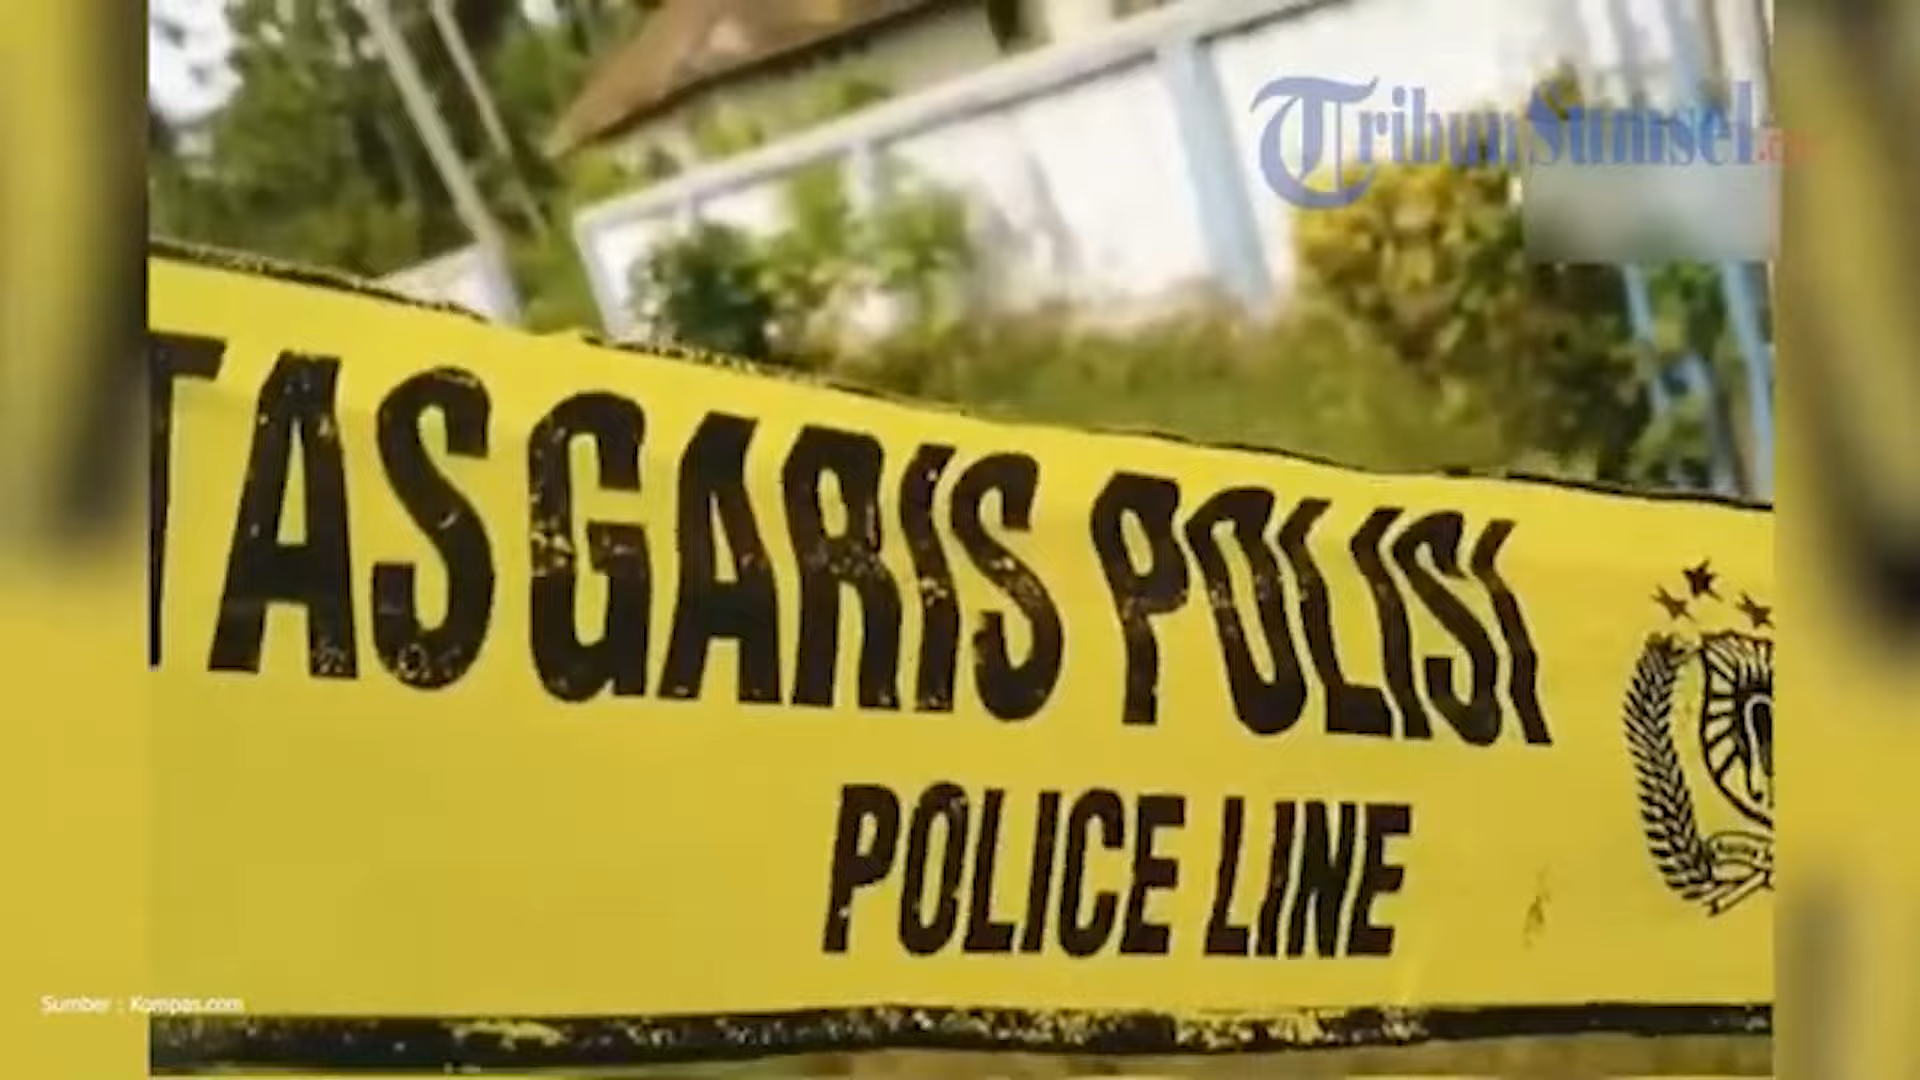 TribunSumsel
TAS GARIS POLISI
POLICE LINE
Sumber : Kompas.com